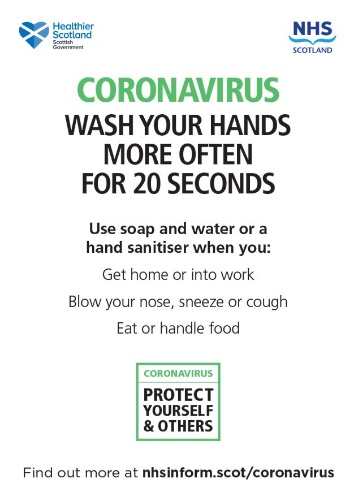 Healthier
Scotland
Scottish
Government
NHS
SCOTLAND
CORONAVIRUS
WASH YOUR HANDS
MORE OFTEN
FOR 20 SECONDS
Use soap and water or a
hand sanitiser when you:
Get home or into work
Blow your nose, sneeze or cough
Eat or handle food
CORONAVIRUS
PROTECT
YOURSELF
& OTHERS
Find out more at nhsinform.scot/coronavirus